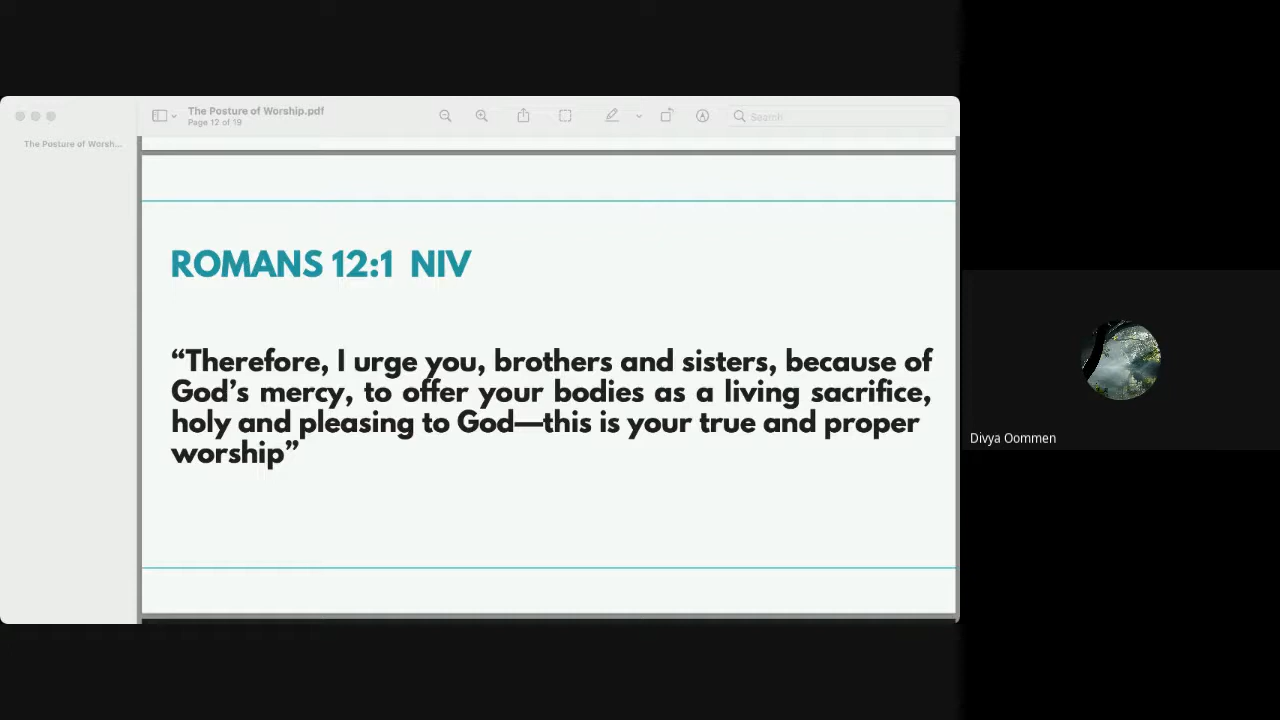 The Posture of Worship.pdf
Page 12 of 19
Search
The Posture of Worsh...
ROMANS 12:1 NIV
“Therefore, I urge you, brothers and sisters, because of
God’s mercy, to offer your bodies as a living sacrifice,
holy and pleasing to God—this is your true and proper
worship”
Divya Oommen